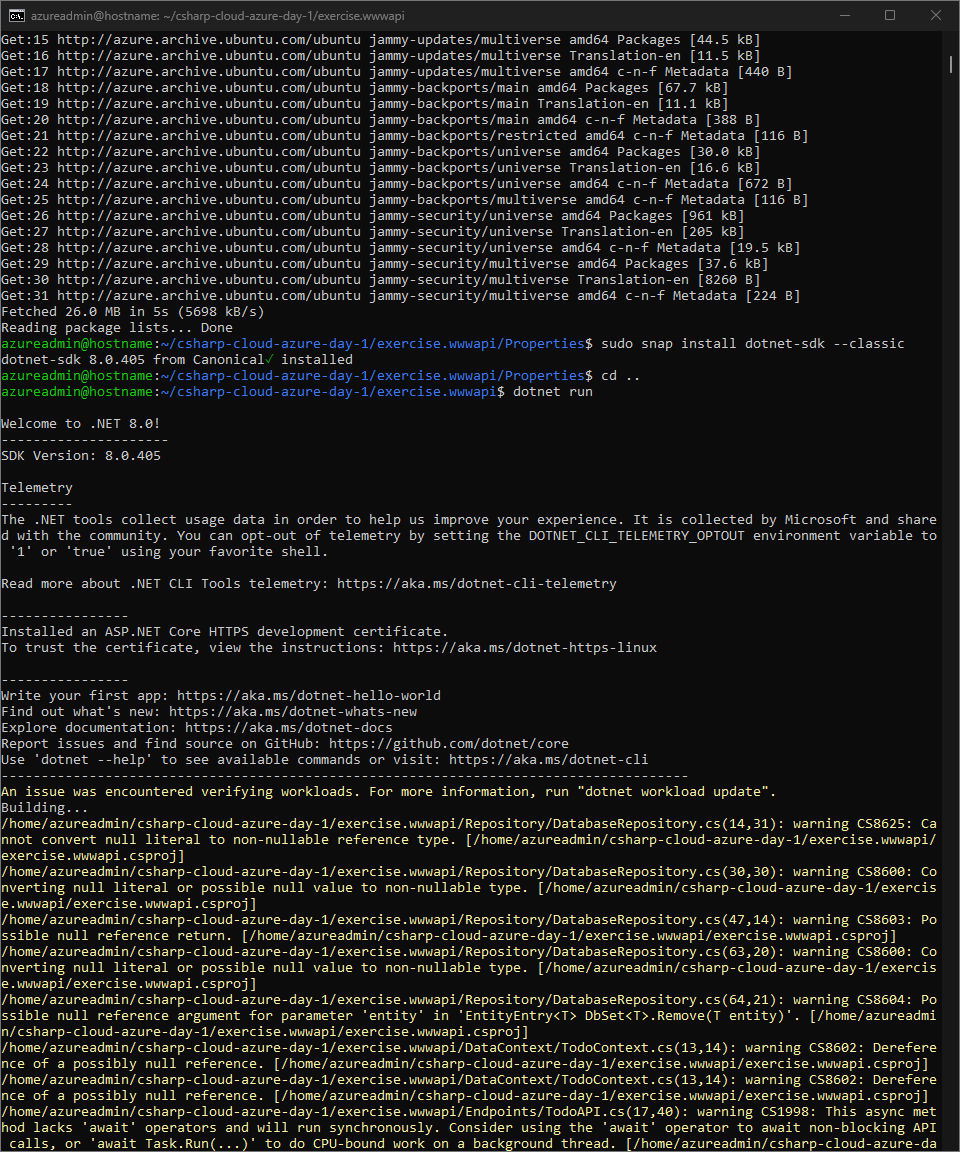 azureadmin@hostname: ~/csharp-cloud-azure-day-1/exercise.wwwapi
Get:15 http://azure.archive.ubuntu.com/ubuntu jammy-updates/multiverse amd64 Packages [44.5 kB]
Get:16 http://azure.archive.ubuntu.com/ubuntu jammy-updates/multiverse Translation-en [11.5 kB]
Get:17 http://azure.archive.ubuntu.com/ubuntu jammy-updates/multiverse amd64 c-n-f Metadata [440 B]
Get:18 http://azure.archive.ubuntu.com/ubuntu jammy-backports/main amd64 Packages [67.7 kB]
Get:19 http://azure.archive.ubuntu.com/ubuntu jammy-backports/main Translation-en [11.1 kB]
Get:20 http://azure.archive.ubuntu.com/ubuntu jammy-backports/main amd64 c-n-f Metadata [388 B]
Get:21 http://azure.archive.ubuntu.com/ubuntu jammy-backports/restricted amd64 c-n-f Metadata [116 B]
Get:22 http://azure.archive.ubuntu.com/ubuntu jammy-backports/universe amd64 Packages [30.0 kB]
Get:23 http://azure.archive.ubuntu.com/ubuntu jammy-backports/universe Translation-en [16.6 kB]
Get:24 http://azure.archive.ubuntu.com/ubuntu jammy-backports/universe amd64 c-n-f Metadata [672 B]
Get:25 http://azure.archive.ubuntu.com/ubuntu jammy-backports/multiverse amd64 c-n-f Metadata [116 B]
Get:26 http://azure.archive.ubuntu.com/ubuntu jammy-security/universe amd64 Packages [961 kB]
Get:27 http://azure.archive.ubuntu.com/ubuntu jammy-security/universe Translation-en [205 kB]
Get:28 http://azure.archive.ubuntu.com/ubuntu jammy-security/universe amd64 c-n-f Metadata [19.5 kB]
Get:29 http://azure.archive.ubuntu.com/ubuntu jammy-security/multiverse amd64 Packages [37.6 kB]
Get:30 http://azure.archive.ubuntu.com/ubuntu jammy-security/multiverse Translation-en [8260 B]
Get:31 http://azure.archive.ubuntu.com/ubuntu jammy-security/multiverse amd64 c-n-f Metadata [224 B]
Fetched 26.0 MB in 5s (5698 kB/s)
Reading package lists... Done
azureadmin@hostname:~/csharp-cloud-azure-day-1/exercise.wwwapi/Properties$ sudo snap install dotnet-sdk --classic
dotnet-sdk 8.0.405 from Canonical✓ installed
azureadmin@hostname:~/csharp-cloud-azure-day-1/exercise.wwwapi/Properties$ cd ..
azureadmin@hostname:~/csharp-cloud-azure-day-1/exercise.wwwapi$ dotnet run
Welcome to .NET 8.0!
---------------------
SDK Version: 8.0.405
Telemetry
---------
The .NET tools collect usage data in order to help us improve your experience. It is collected by Microsoft and share
d with the community. You can opt-out of telemetry by setting the DOTNET_CLI_TELEMETRY_OPTOUT environment variable to
'1' or 'true' using your favorite shell.
Read more about .NET CLI Tools telemetry: https://aka.ms/dotnet-cli-telemetry
----------------
Installed an ASP.NET Core HTTPS development certificate.
To trust the certificate, view the instructions: https://aka.ms/dotnet-https-linux
----------------
Write your first app: https://aka.ms/dotnet-hello-world
Find out what's new: https://aka.ms/dotnet-whats-new
Explore documentation: https://aka.ms/dotnet-docs
Report issues and find source on GitHub: https://github.com/dotnet/core
Use 'dotnet --help' to see available commands or visit: https://aka.ms/dotnet-cli
--------------------------------------------------------------------------------------
An issue was encountered verifying workloads. For more information, run "dotnet workload update".
Building...
/home/azureadmin/csharp-cloud-azure-day-1/exercise.wwwapi/Repository/DatabaseRepository.cs(14,31): warning CS8625: Ca
nnot convert null literal to non-nullable reference type. [/home/azureadmin/csharp-cloud-azure-day-1/exercise.wwwapi/
exercise.wwwapi.csproj]
/home/azureadmin/csharp-cloud-azure-day-1/exercise.wwwapi/Repository/DatabaseRepository.cs(30,30): warning CS8600: Co
nverting null literal or possible null value to non-nullable type. [/home/azureadmin/csharp-cloud-azure-day-1/exercis
e.wwwapi/exercise.wwwapi.csproj]
/home/azureadmin/csharp-cloud-azure-day-1/exercise.wwwapi/Repository/DatabaseRepository.cs(47,14): warning CS8603: Po
ssible null reference return. [/home/azureadmin/csharp-cloud-azure-day-1/exercise.wwwapi/exercise.wwwapi.csproj]
/home/azureadmin/csharp-cloud-azure-day-1/exercise.wwwapi/Repository/DatabaseRepository.cs(63,20): warning CS8600: Co
nverting null literal or possible null value to non-nullable type. [/home/azureadmin/csharp-cloud-azure-day-1/exercis
e.wwwapi/exercise.wwwapi.csproj]
/home/azureadmin/csharp-cloud-azure-day-1/exercise.wwwapi/Repository/DatabaseRepository.cs(64,21): warning CS8604: Po
ssible null reference argument for parameter 'entity' in 'EntityEntry<T> DbSet<T>.Remove(T entity)'. [/home/azureadmi
n/csharp-cloud-azure-day-1/exercise.wwwapi/exercise.wwwapi.csproj]
/home/azureadmin/csharp-cloud-azure-day-1/exercise.wwwapi/DataContext/TodoContext.cs(13,14): warning CS8602: Derefere
nce of a possibly null reference. [/home/azureadmin/csharp-cloud-azure-day-1/exercise.wwwapi/exercise.wwwapi.csproj]
/home/azureadmin/csharp-cloud-azure-day-1/exercise.wwwapi/DataContext/TodoContext.cs(13,14): warning CS8602: Derefere
nce of a possibly null reference. [/home/azureadmin/csharp-cloud-azure-day-1/exercise.wwwapi/exercise.wwwapi.csproj]
/home/azureadmin/csharp-cloud-azure-day-1/exercise.wwwapi/Endpoints/TodoAPI.cs(17,40): warning CS1998: This async met
hod lacks 'await' operators and will run synchronously. Consider using the 'await' operator to await non-blocking API
calls, or 'await Task.Run(...)' to do CPU-bound work on a background thread. [/home/azureadmin/csharp-cloud-azure-da